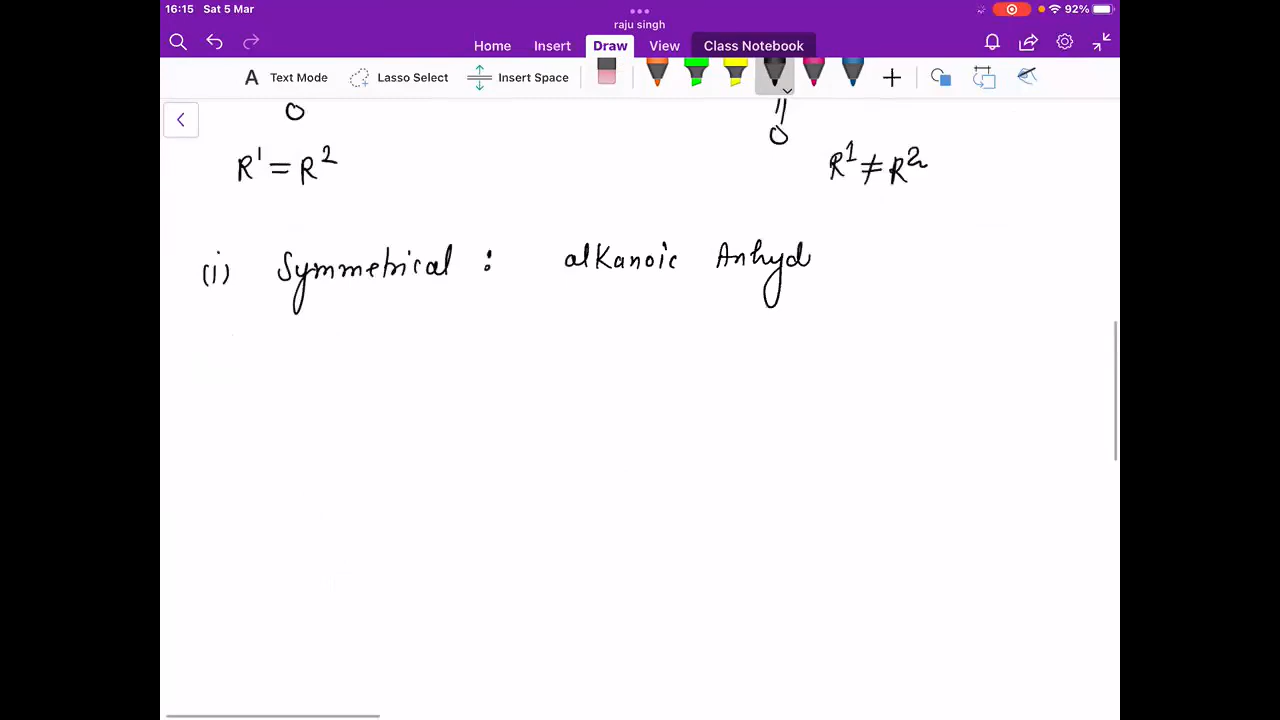 16:15 Sat 5 Mar 92%
raju singh
Home Insert Draw View Class Notebook
A Text Mode Lasso Select Insert Space
O
O
R¹ = R²
R¹ ≠ R²
(i) Symmetrical : alkanoic Anhyd